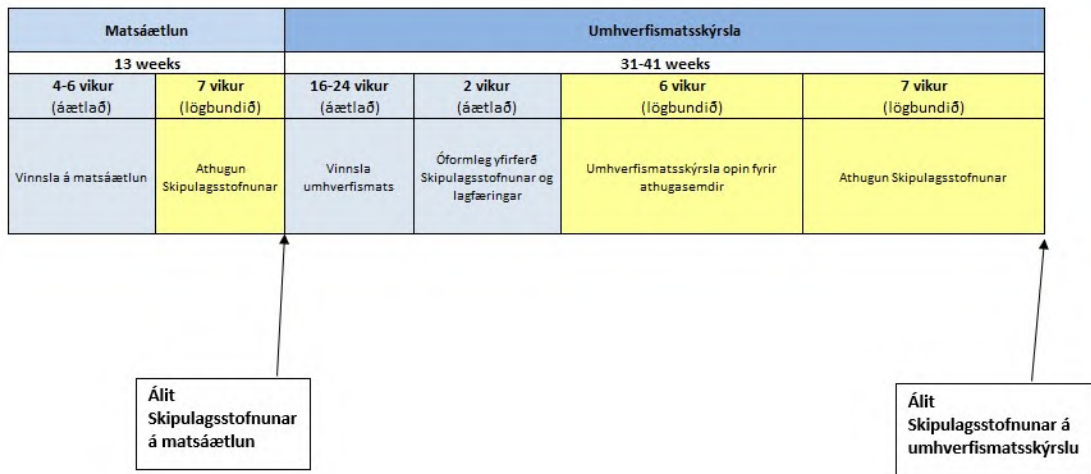 Matsáætlun
Umhverfismatsskýrsla
13 weeks
31-41 weeks
4-6 vikur
(áætlað)
7 vikur
(lögbundið)
16-24 vikur
(áætlað)
2 vikur
(áætlað)
6 vikur
(lögbundið)
7 vikur
(lögbundið)
Vinnsla á matsáætlun
Athugun
Skipulagsstofnunar
Vinnsla
umhverfismats
Óformleg yfirferð
Skipulagsstofnunar og
lagfæringar
Umhverfismatsskýrsla opin fyrir
athugasemdir
Athugun Skipulagsstofnunar
Álit
Skipulagsstofnunar
á matsáætlun
Álit
Skipulagsstofnunar á
umhverfismatsskýrslu